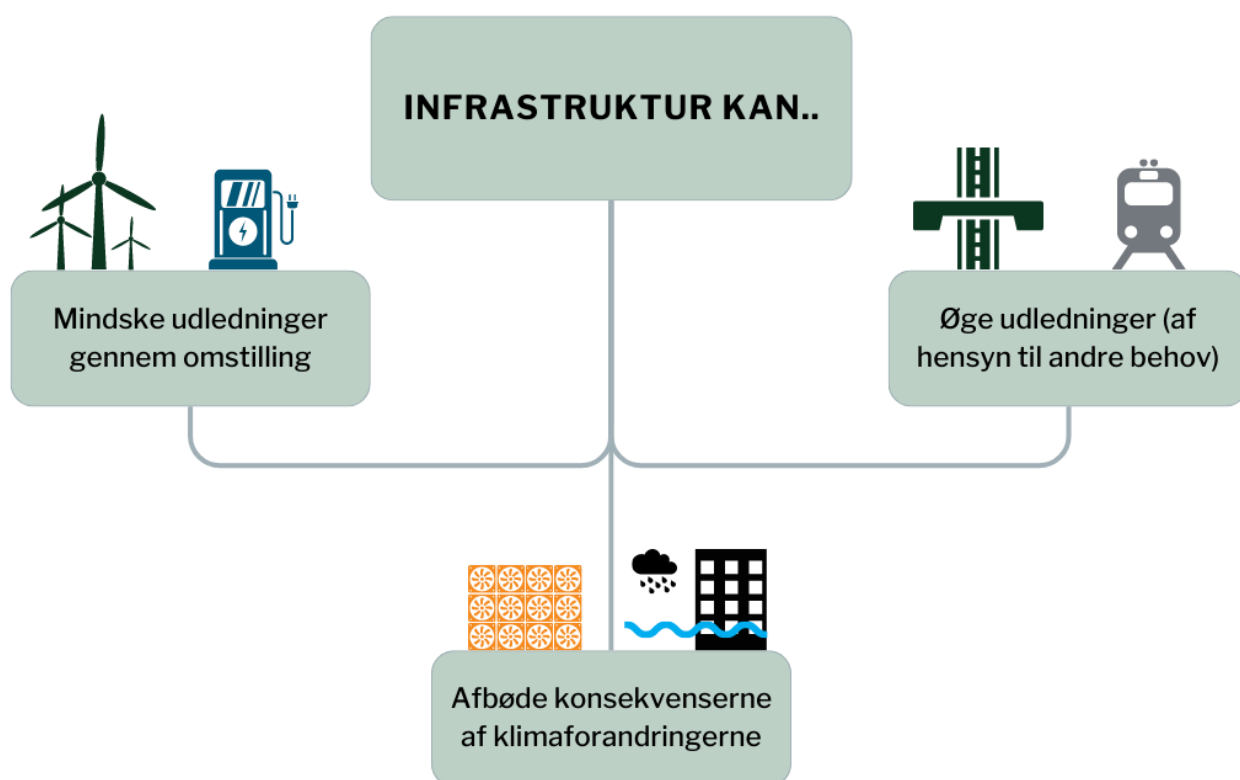 INFRASTRUKTUR KAN..
Mindske udledninger
gennem omstilling
Øge udledninger (af
hensyn til andre behov)
Afbøde konsekvenserne
af klimaforandringerne